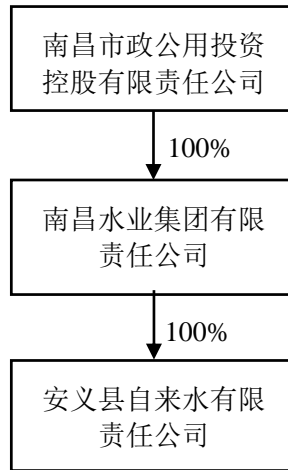 南昌市政公用投资
控股有限责任公司
100%
南昌水业集团有限
责任公司
100%
安义县自来水有限
责任公司